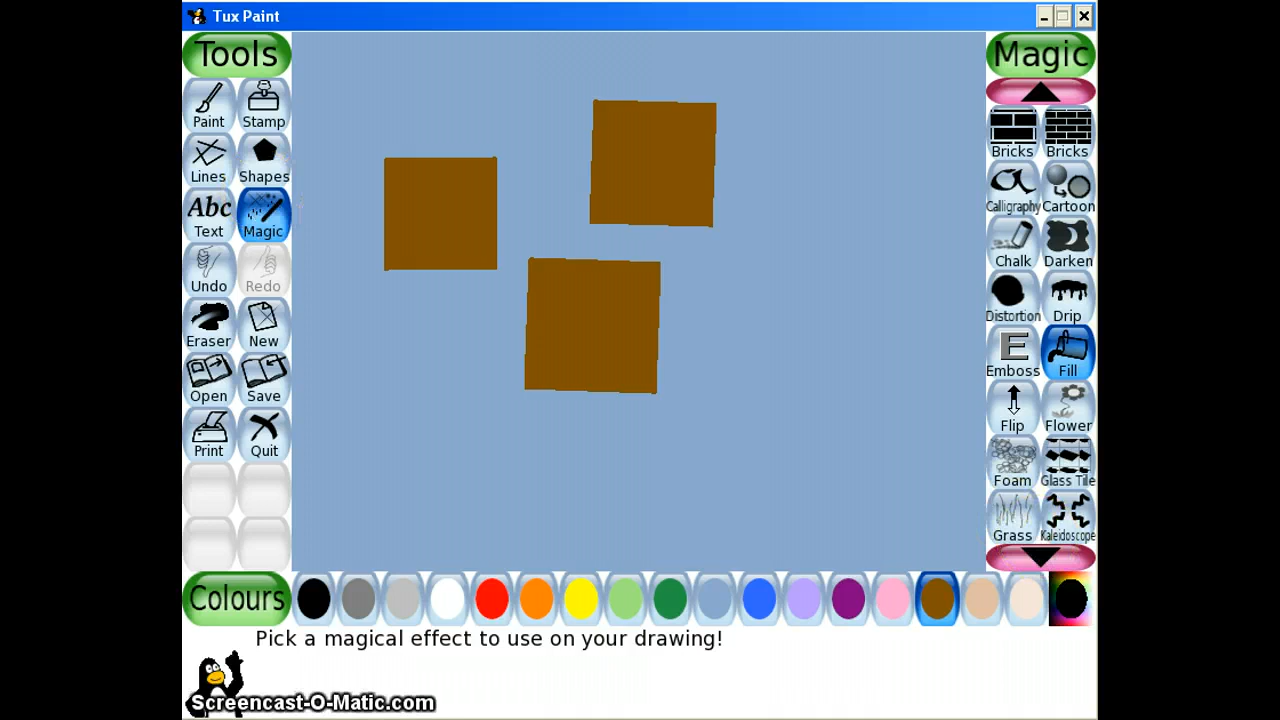 Tux Paint
Tools
Magic
Paint Stamp
Lines Shapes
Abc
Text Magic
Undo Redo
Eraser New
Open Save
Print Quit
Bricks Bricks
Calligraphy Cartoon
Chalk Darken
Distortion Drip
E
Emboss Fill
Flip Flower
Foam Glass Tile
Grass Kaleidoscope
Colours
Pick a magical effect to use on your drawing!
Screencast-O-Matic.com